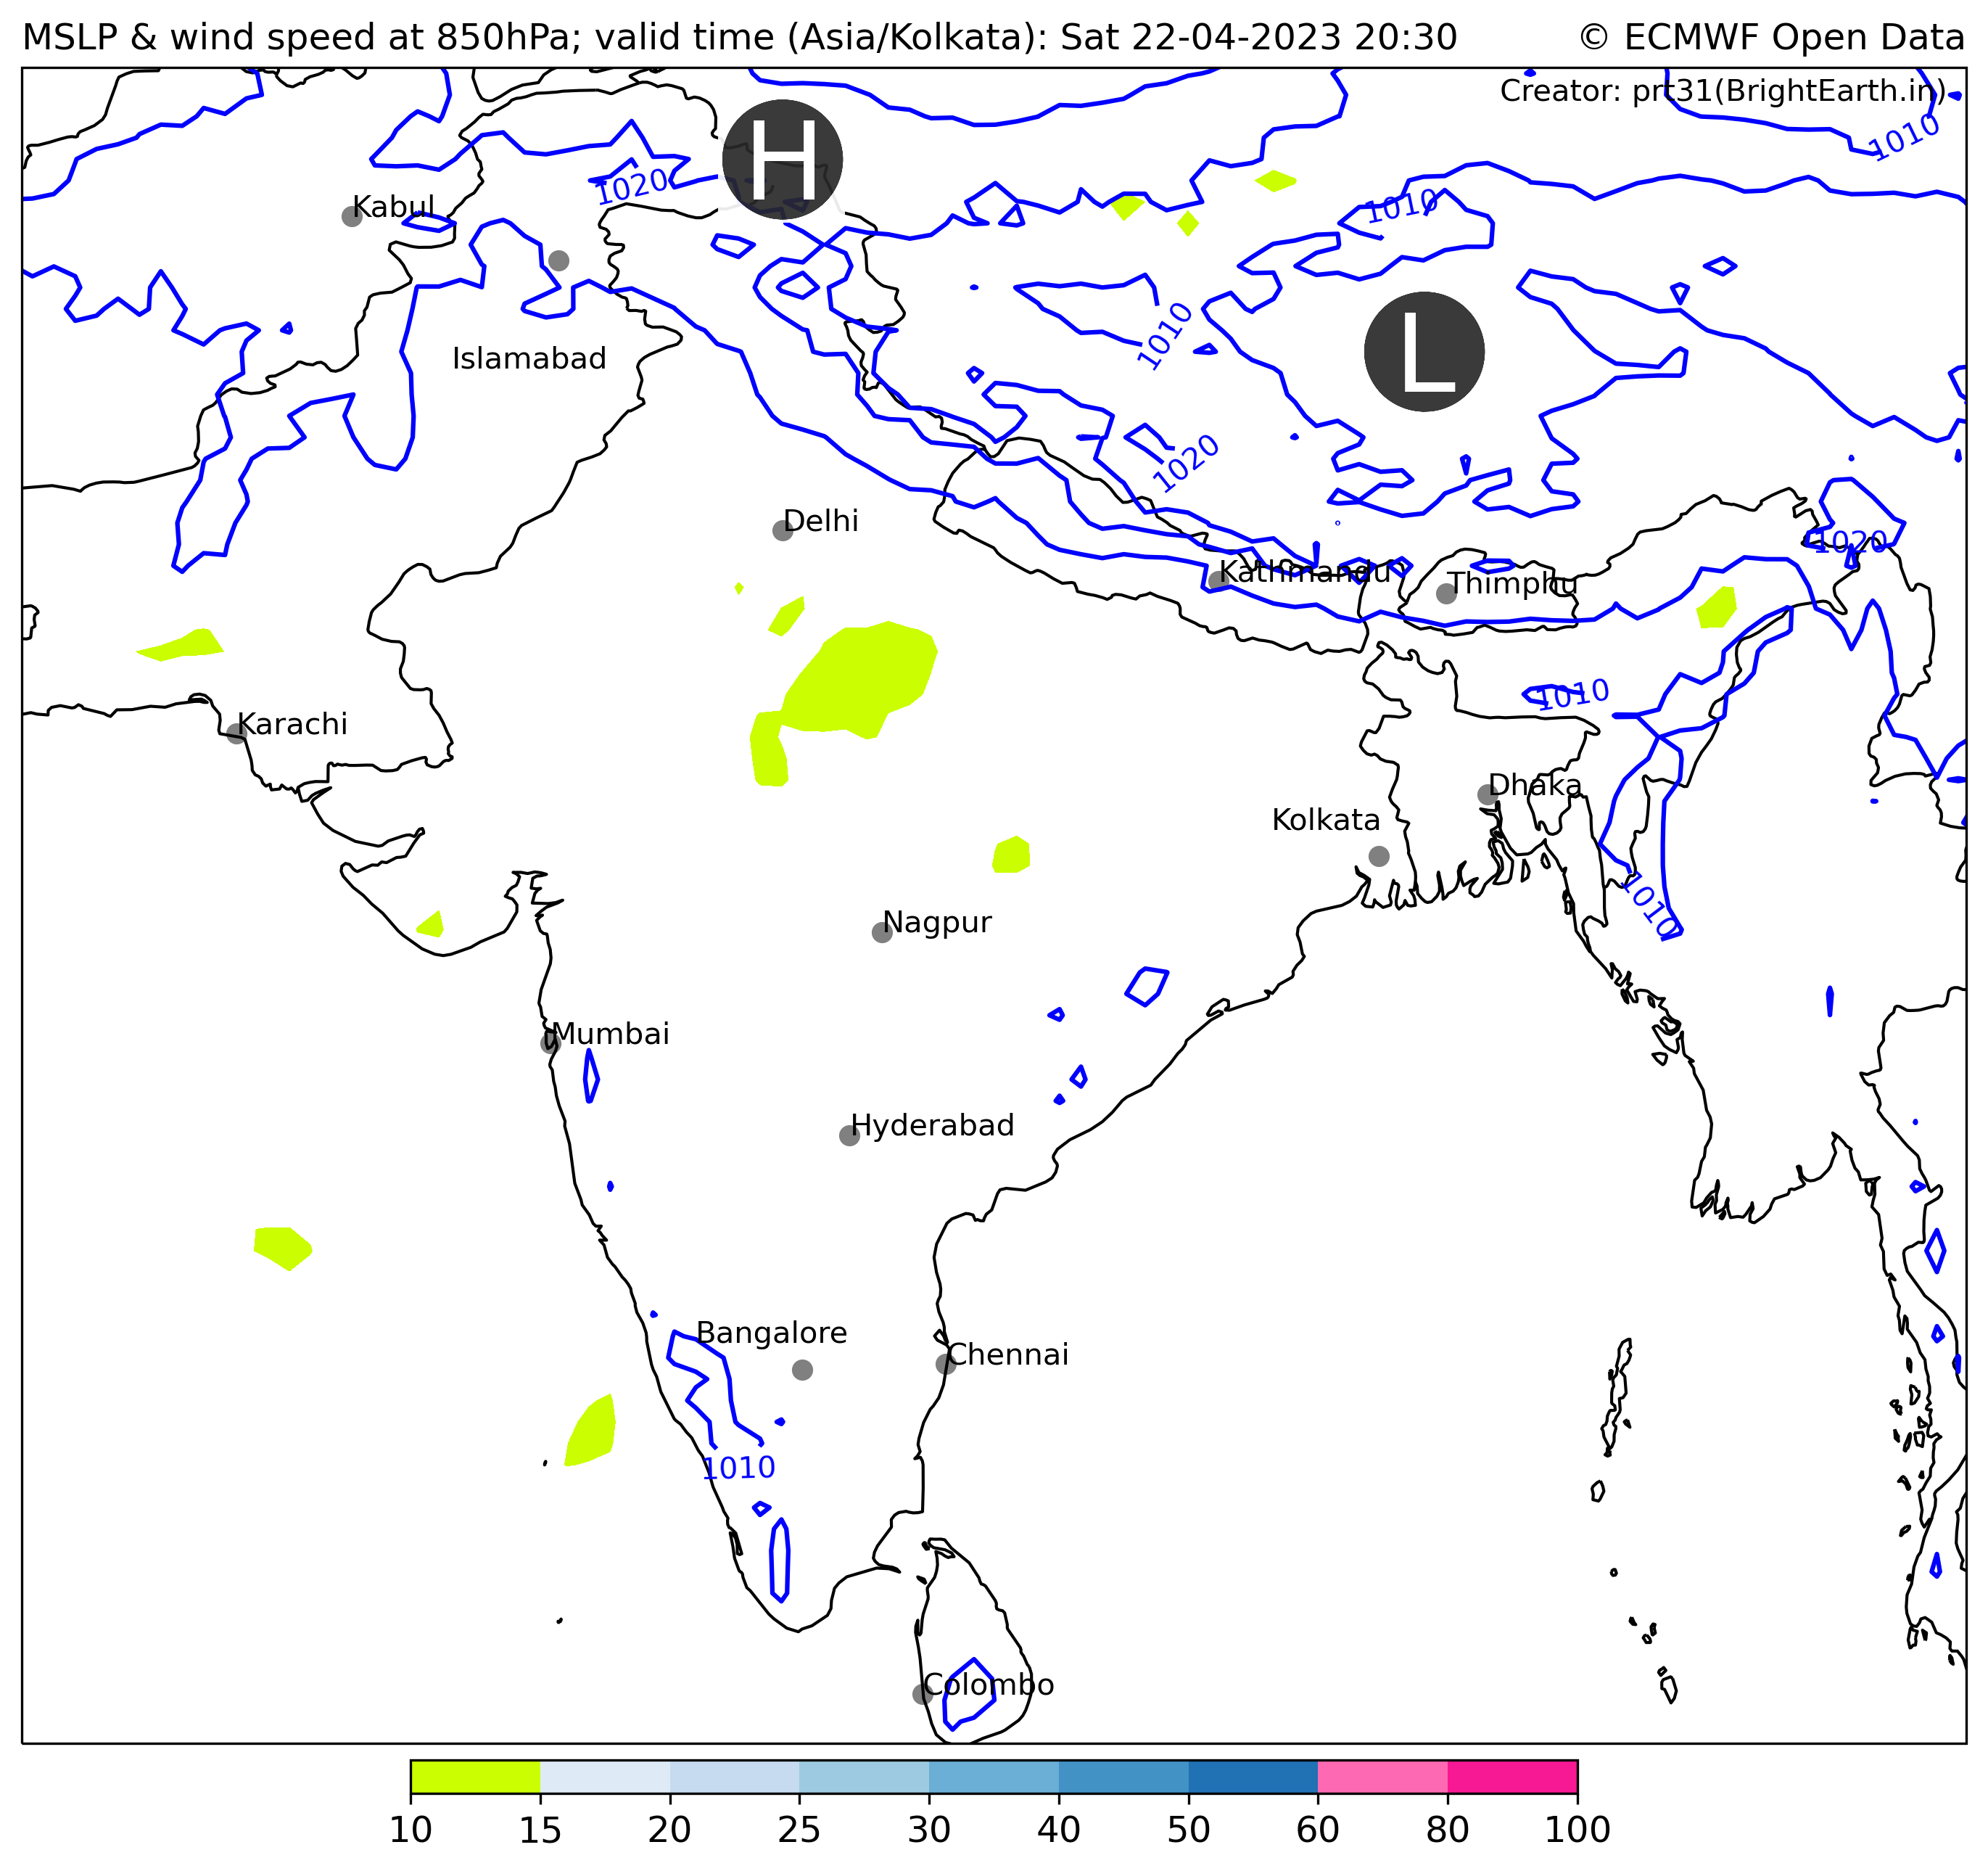 MSLP & wind speed at 850hPa; valid time (Asia/Kolkata): Sat 22-04-2023 20:30
© ECMWF Open Data
Creator: prt31(BrightEarth.in)
H
1010
1020
Kabul
1010
1010
L
Islamabad
1020
Delhi
1020
Kathmandu
Thimphu
1010
Karachi
Dhaka
Kolkata
1010
Nagpur
Mumbai
Hyderabad
Bangalore
Chennai
1010
Colombo
10 15 20 25 30 40 50 60 80 100